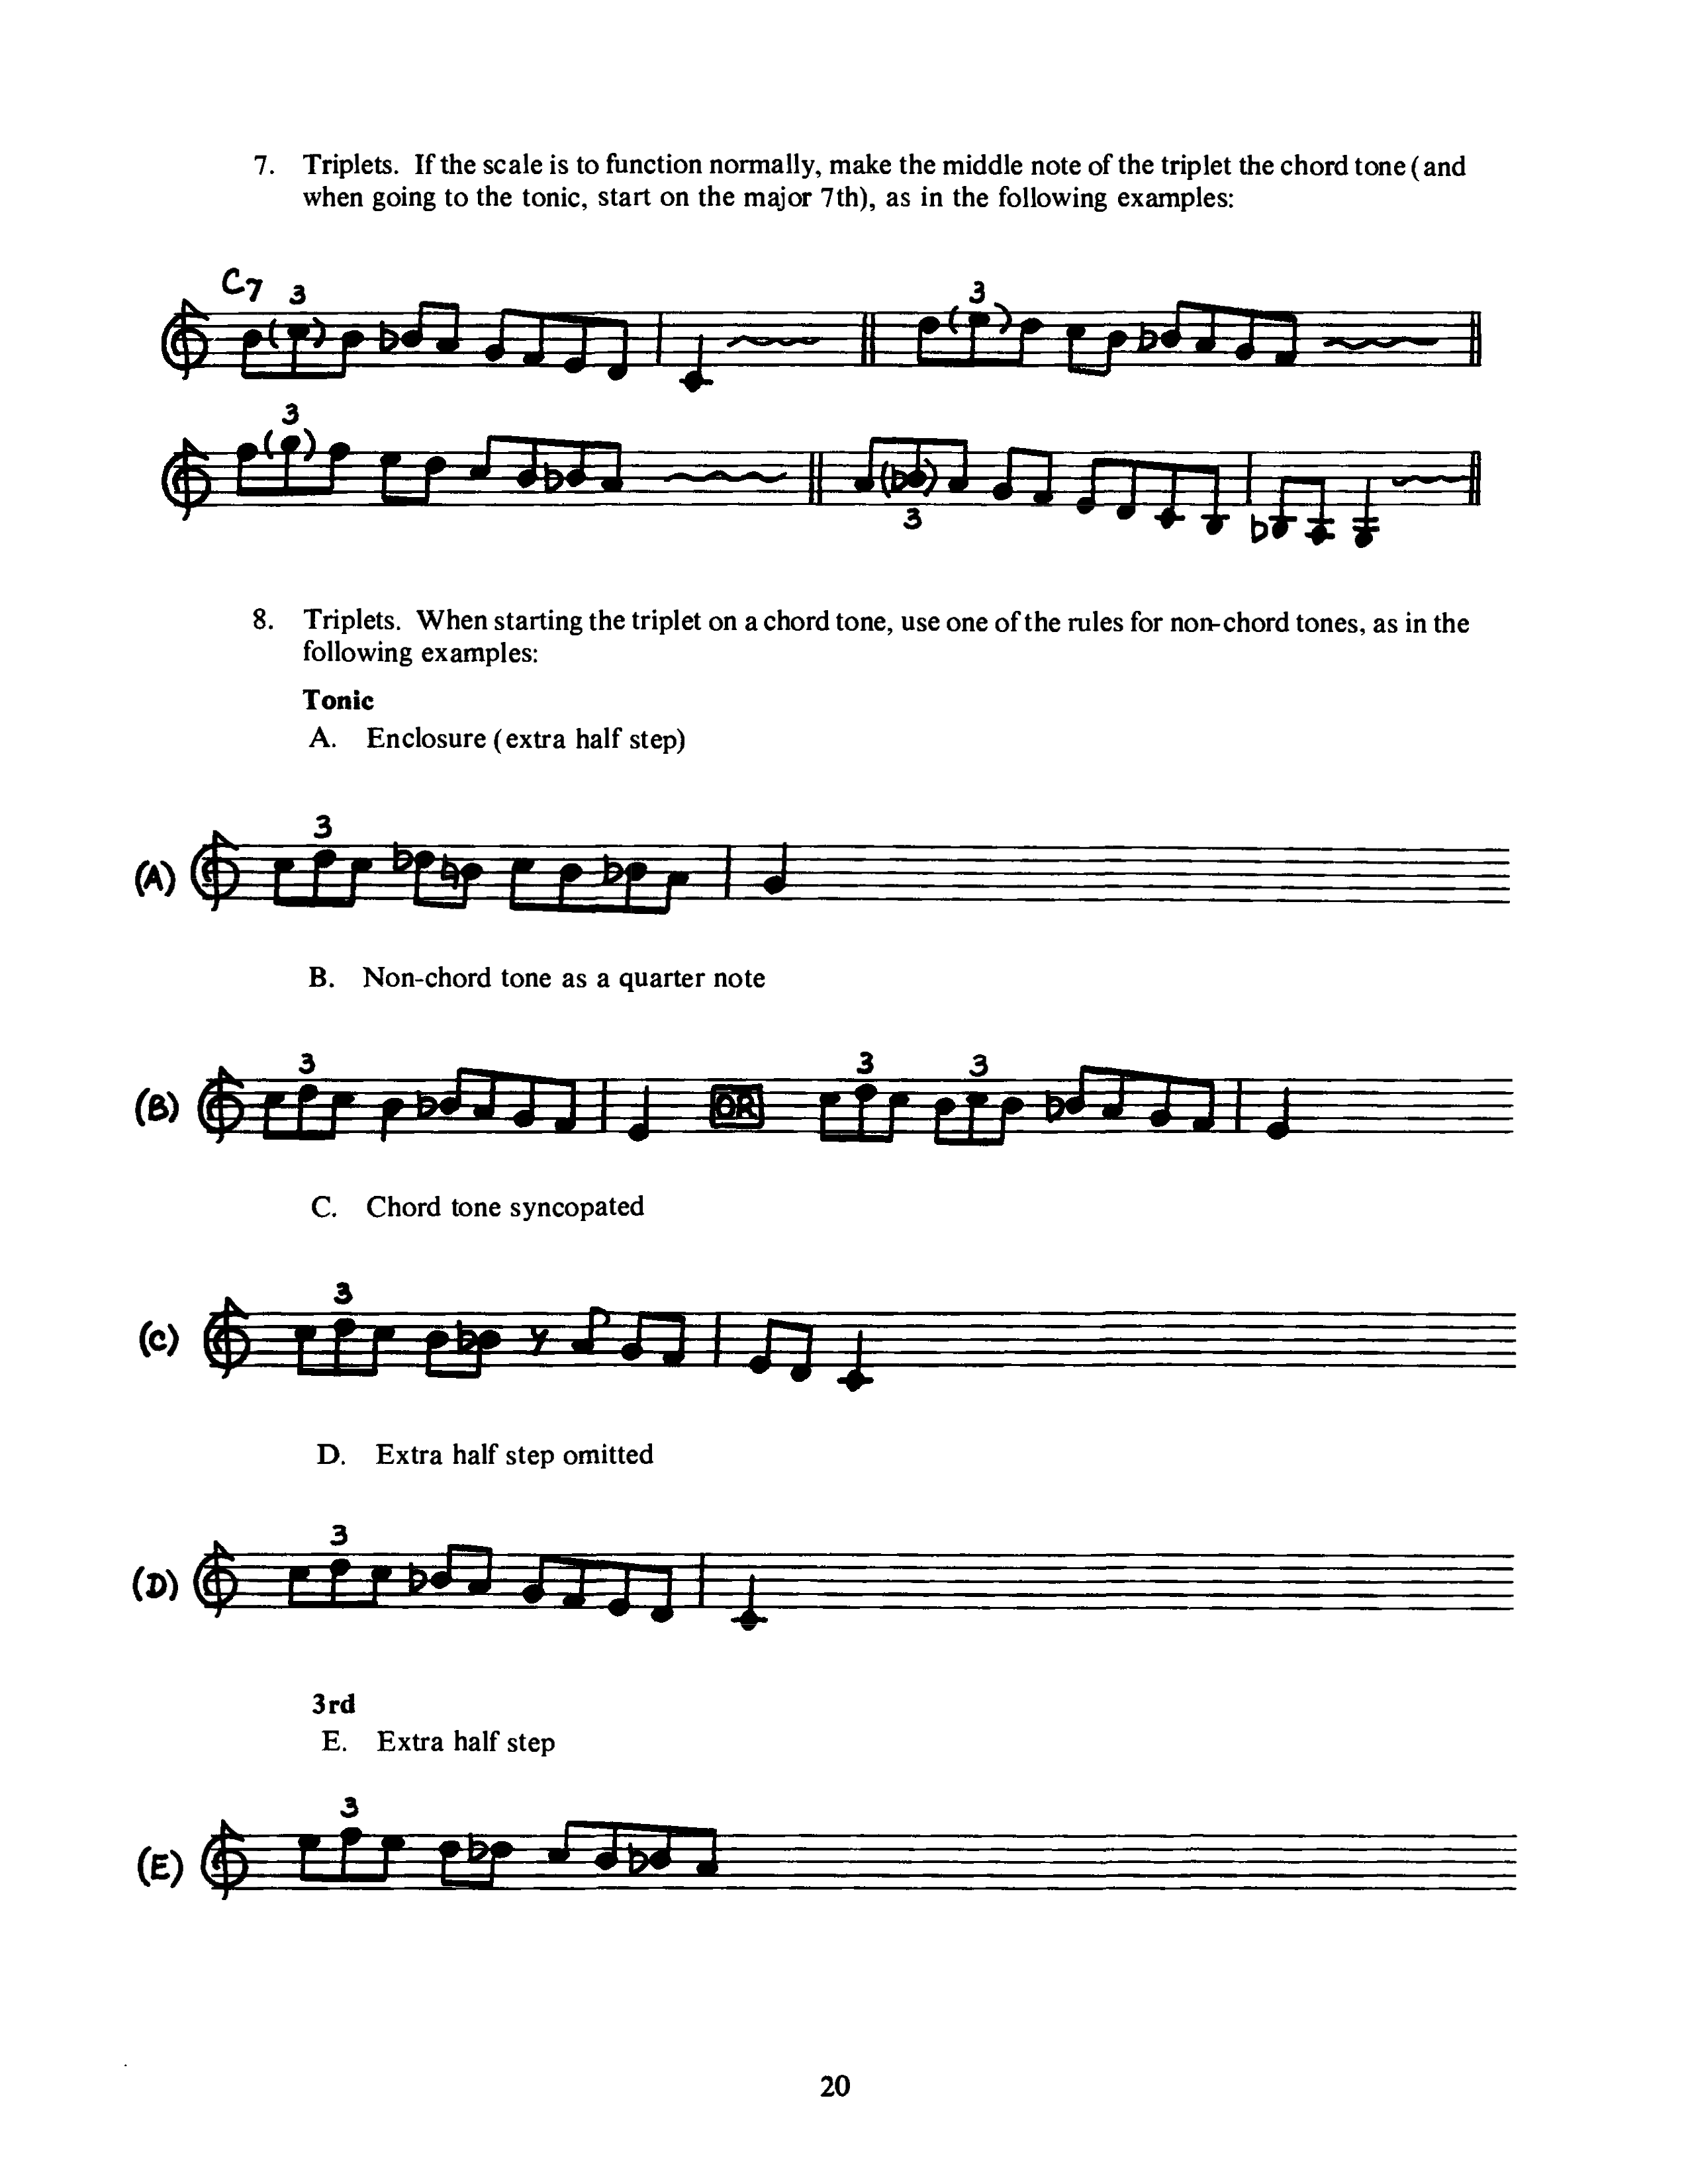 7. Triplets. If the scale is to function normally, make the middle note of the triplet the chord tone (and
when going to the tonic, start on the major 7th), as in the following examples:
C7 3 3
3 3
8. Triplets. When starting the triplet on a chord tone, use one of the rules for non-chord tones, as in the
following examples:
Tonic
A. Enclosure (extra half step)
3
(A)
B. Non-chord tone as a quarter note
3 3 3
(B) OR
C. Chord tone syncopated
3
(C)
D. Extra half step omitted
3
(D)
3rd
E. Extra half step
3
(E)
20